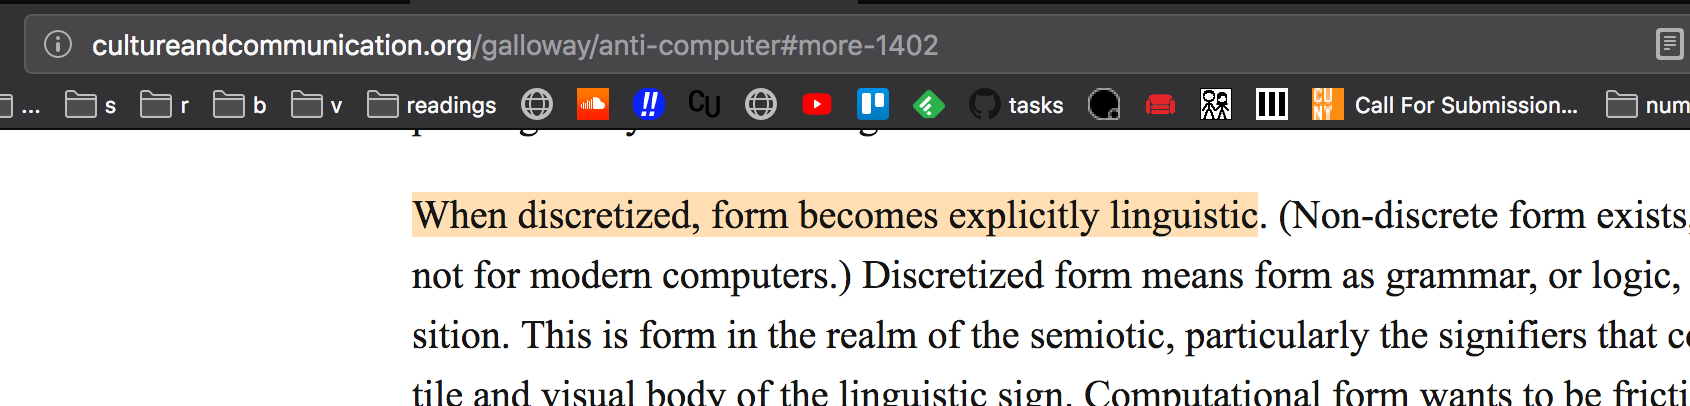 cultureandcommunication.org/galloway/anti-computer#more-1402
... s r b v readings !! CU tasks CU NY Call For Submission... num
When discretized, form becomes explicitly linguistic. (Non-discrete form exists,
not for modern computers.) Discretized form means form as grammar, or logic,
sition. This is form in the realm of the semiotic, particularly the signifiers that
tile and visual body of the linguistic sign. Computational form wants to be fricti